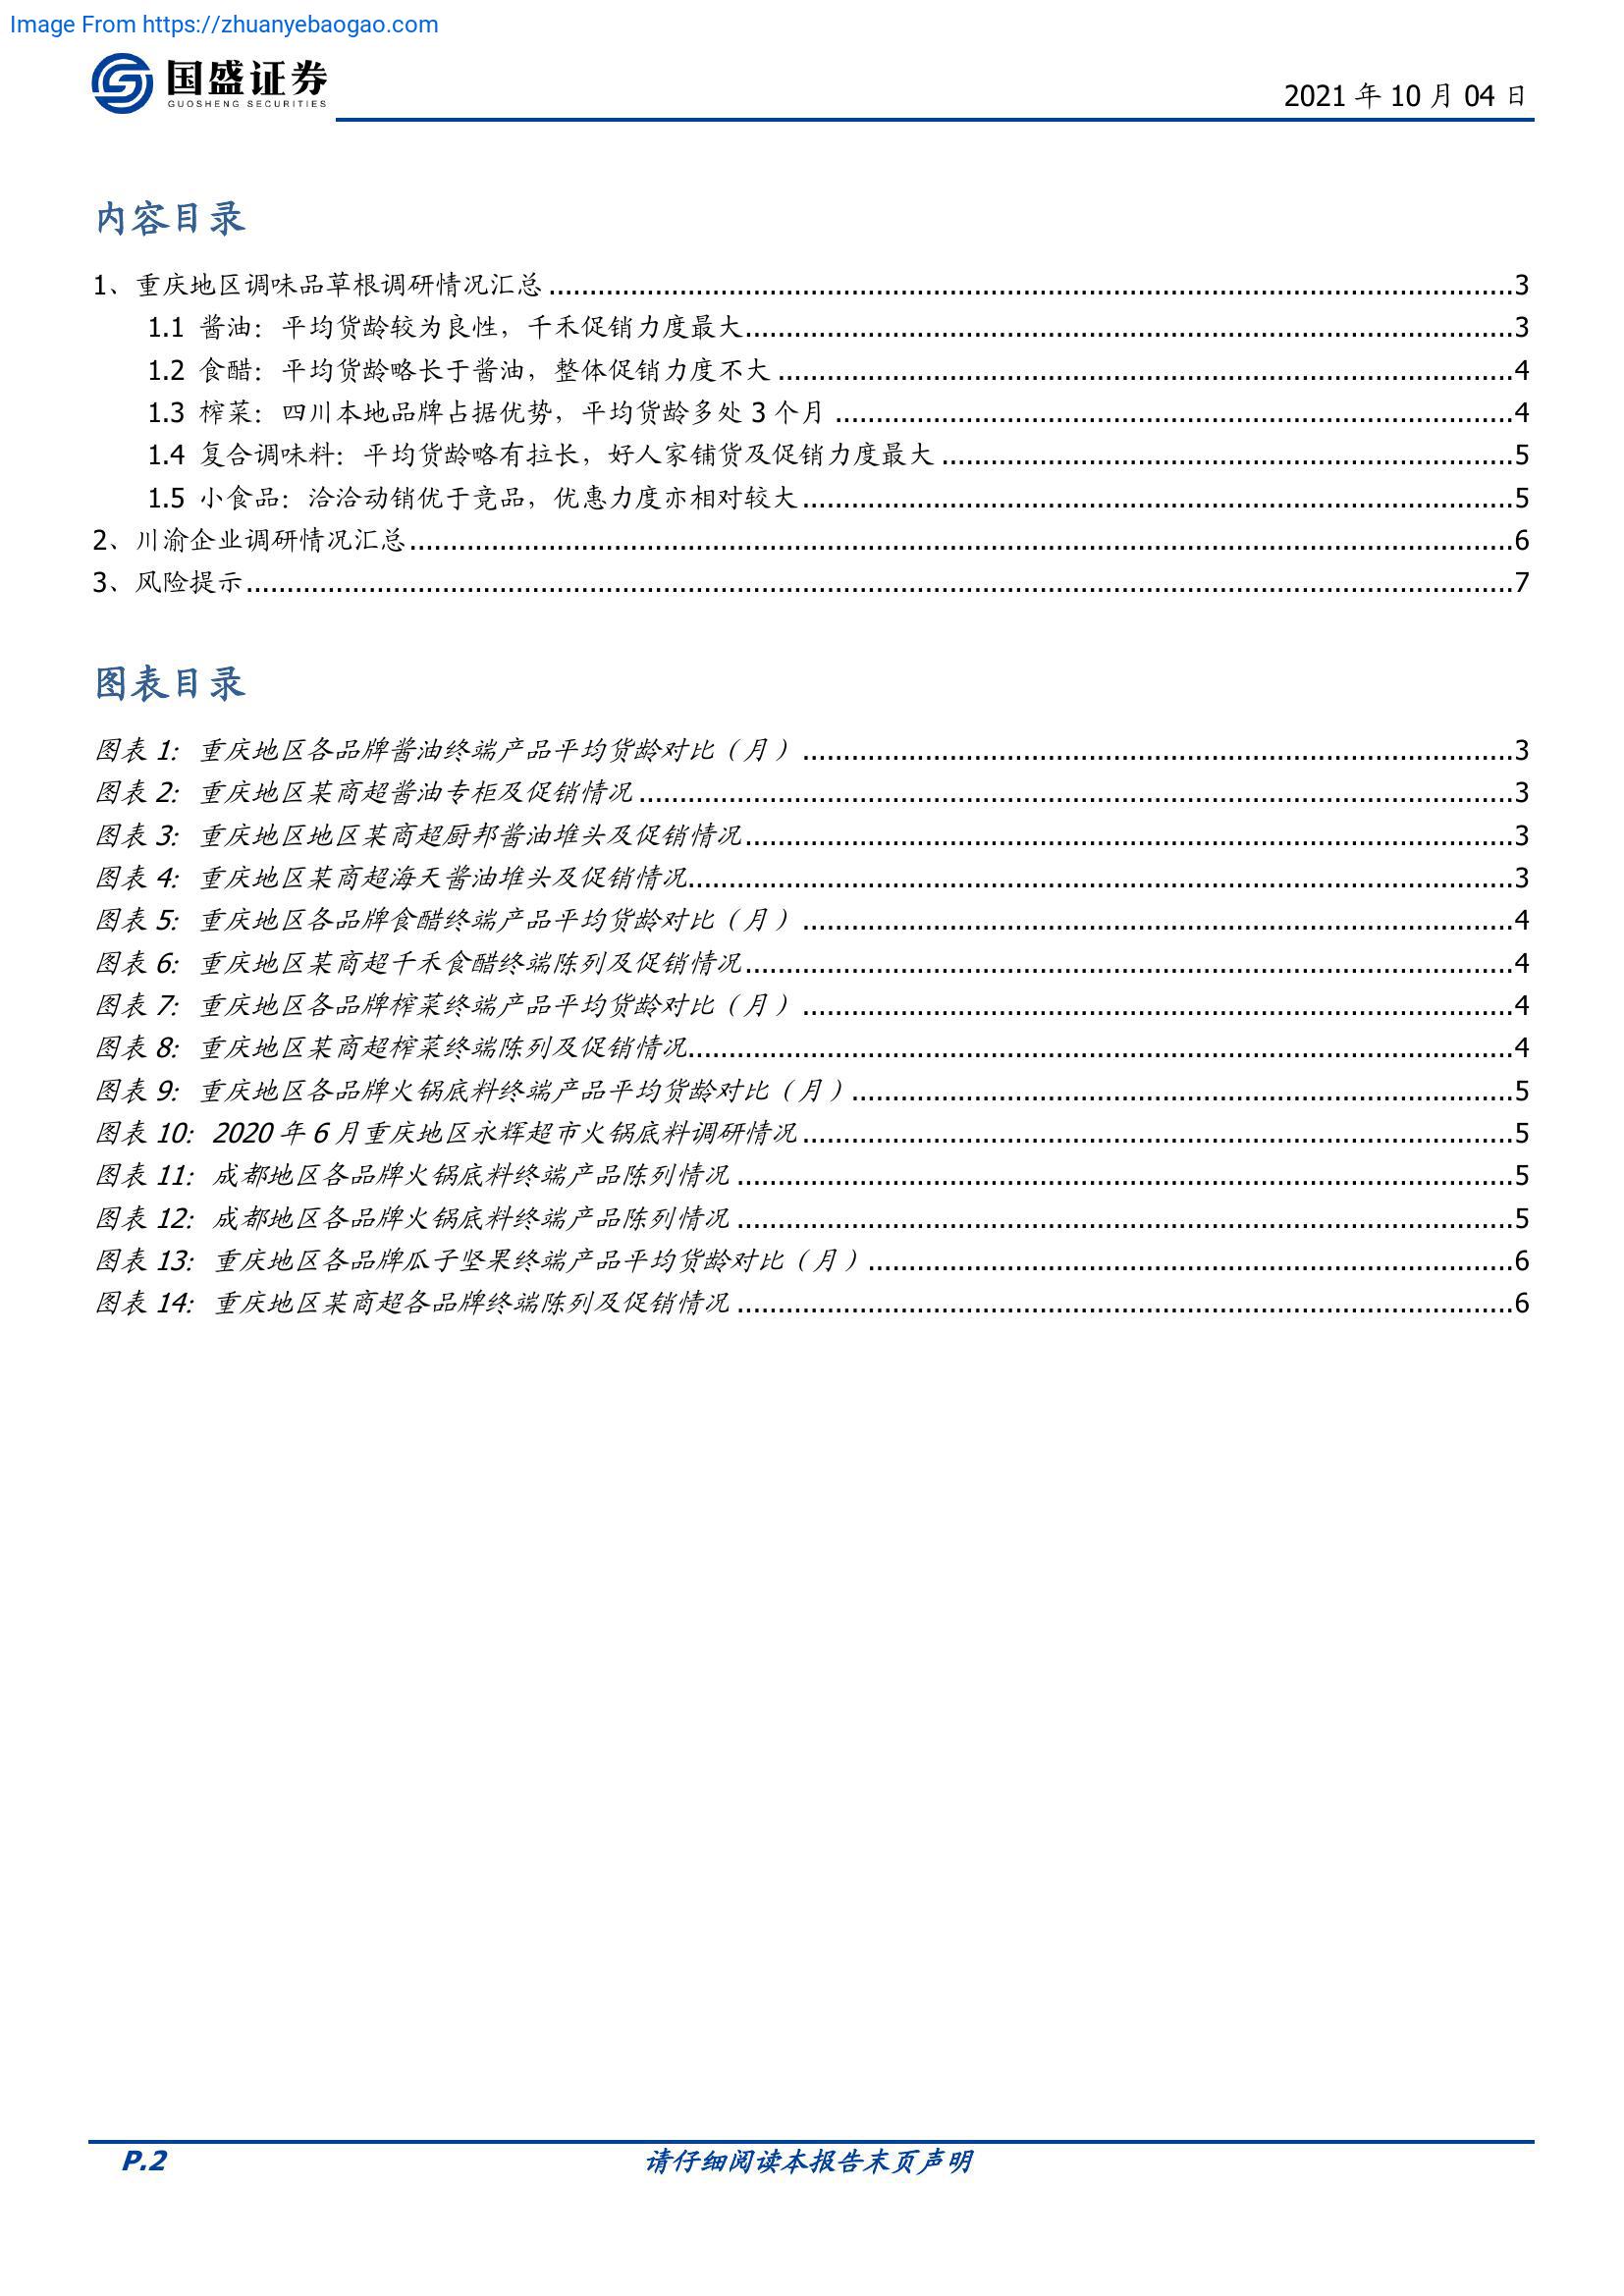 Image From https://zhuanyebaogao.com
国盛证券
GUOSHENG SECURITIES
2021 年 10 月 04 日
内容目录
1、重庆地区调味品草根调研情况汇总 ........................................ 3
1.1 酱油：平均货龄较为良性，千禾促销力度最大 ........................................ 3
1.2 食醋：平均货龄略长于酱油，整体促销力度不大 ........................................ 4
1.3 榨菜：四川本地品牌占据优势，平均货龄多处 3 个月 ........................................ 4
1.4 复合调味料：平均货龄略有拉长，好人家铺货及促销力度最大 ........................................ 5
1.5 小食品：洽洽动销优于竞品，优惠力度亦相对较大 ........................................ 5
2、川渝企业调研情况汇总 ........................................ 6
3、风险提示 ........................................ 7
图表目录
图表 1: 重庆地区各品牌酱油终端产品平均货龄对比（月） ........................................ 3
图表 2: 重庆地区某商超酱油专柜及促销情况 ........................................ 3
图表 3: 重庆地区地区某商超厨邦酱油堆头及促销情况 ........................................ 3
图表 4: 重庆地区某商超海天酱油堆头及促销情况 ........................................ 3
图表 5: 重庆地区各品牌食醋终端产品平均货龄对比（月） ........................................ 4
图表 6: 重庆地区某商超千禾食醋终端陈列及促销情况 ........................................ 4
图表 7: 重庆地区各品牌榨菜终端产品平均货龄对比（月） ........................................ 4
图表 8: 重庆地区某商超榨菜终端陈列及促销情况 ........................................ 4
图表 9: 重庆地区各品牌火锅底料终端产品平均货龄对比（月） ........................................ 5
图表 10: 2020 年 6 月重庆地区永辉超市火锅底料调研情况 ........................................ 5
图表 11: 成都地区各品牌火锅底料终端产品陈列情况 ........................................ 5
图表 12: 成都地区各品牌火锅底料终端产品陈列情况 ........................................ 5
图表 13: 重庆地区各品牌瓜子坚果终端产品平均货龄对比（月） ........................................ 6
图表 14: 重庆地区某商超各品牌终端陈列及促销情况 ........................................ 6
P.2
请仔细阅读本报告末页声明